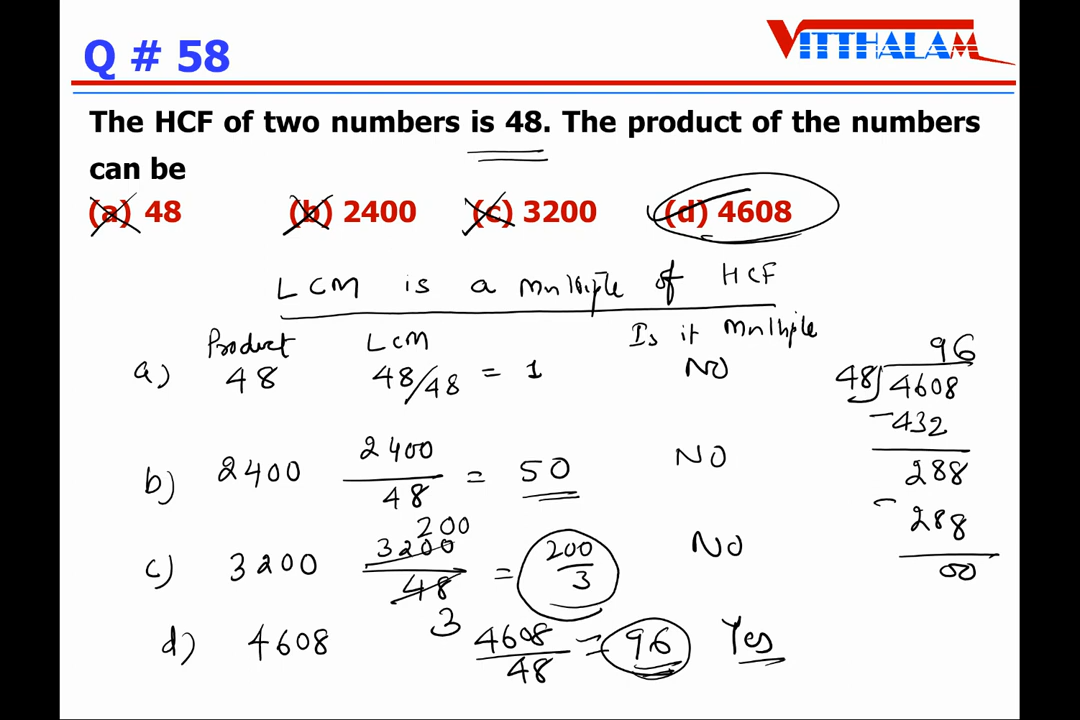 Q # 58
VITTHALAM
The HCF of two numbers is 48. The product of the numbers
can be
(a) 48 (b) 2400 (c) 3200 (d) 4608
LCM is a multiple of HCF
Product LCM Is it multiple
a) 48 48/48 = 1 NO
96
48 4608
-432
288
- 288
00
b) 2400 2400/48 = 50 NO
200
c) 3200 3200/48 = 200/3 No
3
d) 4608 4608/48 = 96 Yes